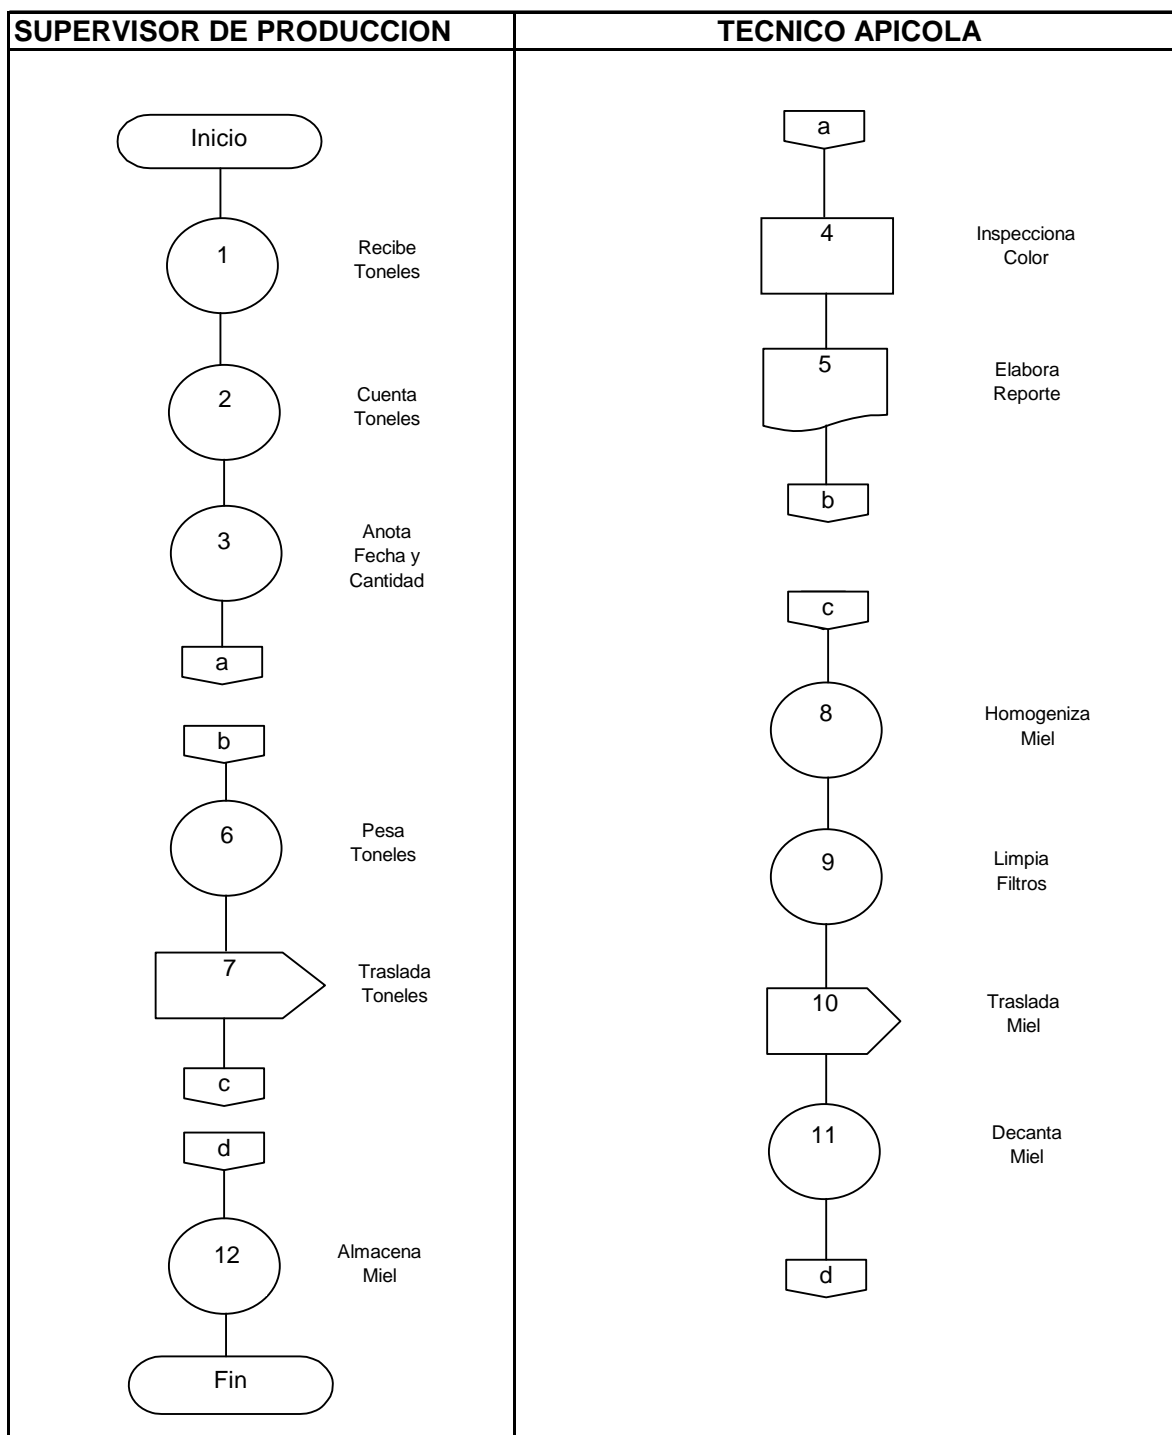 SUPERVISOR DE PRODUCCION
Inicio
1
Recibe
Toneles
2
Cuenta
Toneles
3
Anota
Fecha y
Cantidad
a
b
6
Pesa
Toneles
7
Traslada
Toneles
c
d
12
Almacena
Miel
Fin
TECNICO APICOLA
a
4
Inspecciona
Color
5
Elabora
Reporte
b
c
8
Homogeniza
Miel
9
Limpia
Filtros
10
Traslada
Miel
11
Decanta
Miel
d